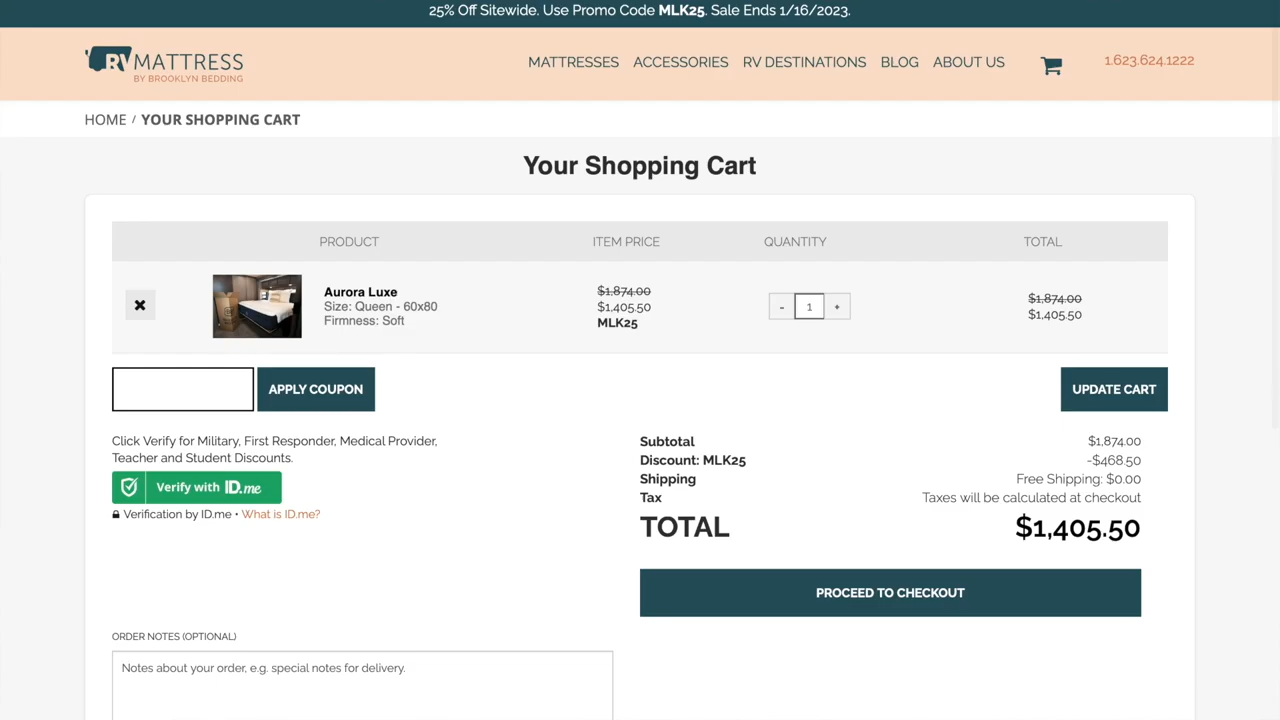 25% Off Sitewide. Use Promo Code MLK25. Sale Ends 1/16/2023.
RV MATTRESS
BY BROOKLYN BEDDING
MATTRESSES ACCESSORIES RV DESTINATIONS BLOG ABOUT US
1.623.624.1222
HOME / YOUR SHOPPING CART
Your Shopping Cart
PRODUCT ITEM PRICE QUANTITY TOTAL
Aurora Luxe
Size: Queen - 60x80
Firmness: Soft
$1,874.00
$1,405.50
MLK25
- 1 +
$1,874.00
$1,405.50
APPLY COUPON
UPDATE CART
Click Verify for Military, First Responder, Medical Provider,
Teacher and Student Discounts.
Verify with ID.me
Verification by ID.me • What is ID.me?
Subtotal $1,874.00
Discount: MLK25 -$468.50
Shipping Free Shipping: $0.00
Tax Taxes will be calculated at checkout
TOTAL $1,405.50
PROCEED TO CHECKOUT
ORDER NOTES (OPTIONAL)
Notes about your order, e.g. special notes for delivery.